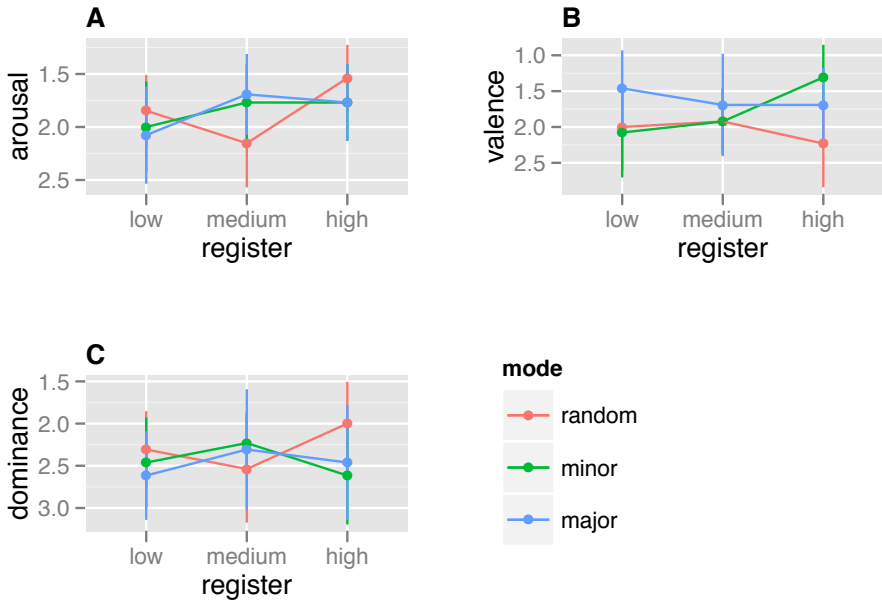 A
arousal
1.5
2.0
2.5
low medium high
register
B
valence
1.0
1.5
2.0
2.5
low medium high
register
C
dominance
1.5
2.0
2.5
3.0
low medium high
register
mode
random
minor
major